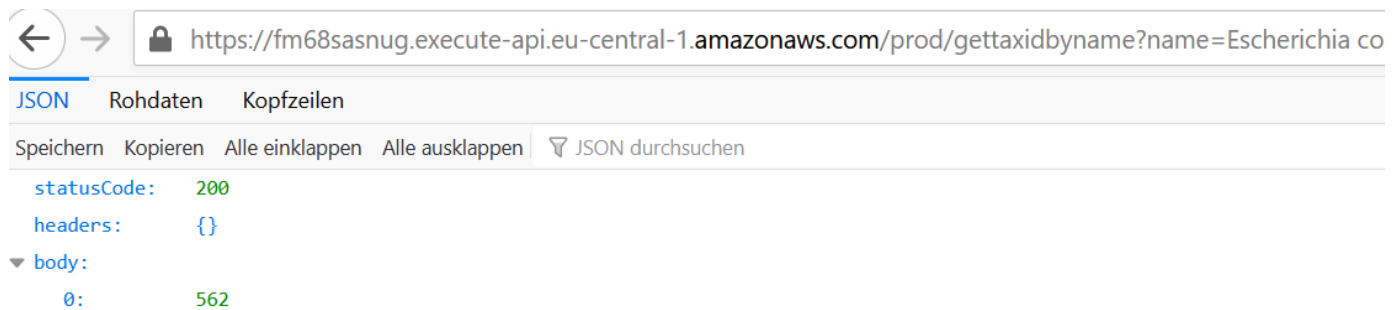 https://fm68sasnug.execute-api.eu-central-1.amazonaws.com/prod/gettaxidbyname?name=Escherichia co
JSON Rohdaten Kopfzeilen
Speichern Kopieren Alle einklappen Alle ausklappen JSON durchsuchen
statusCode: 200
headers: {}
body:
0: 562